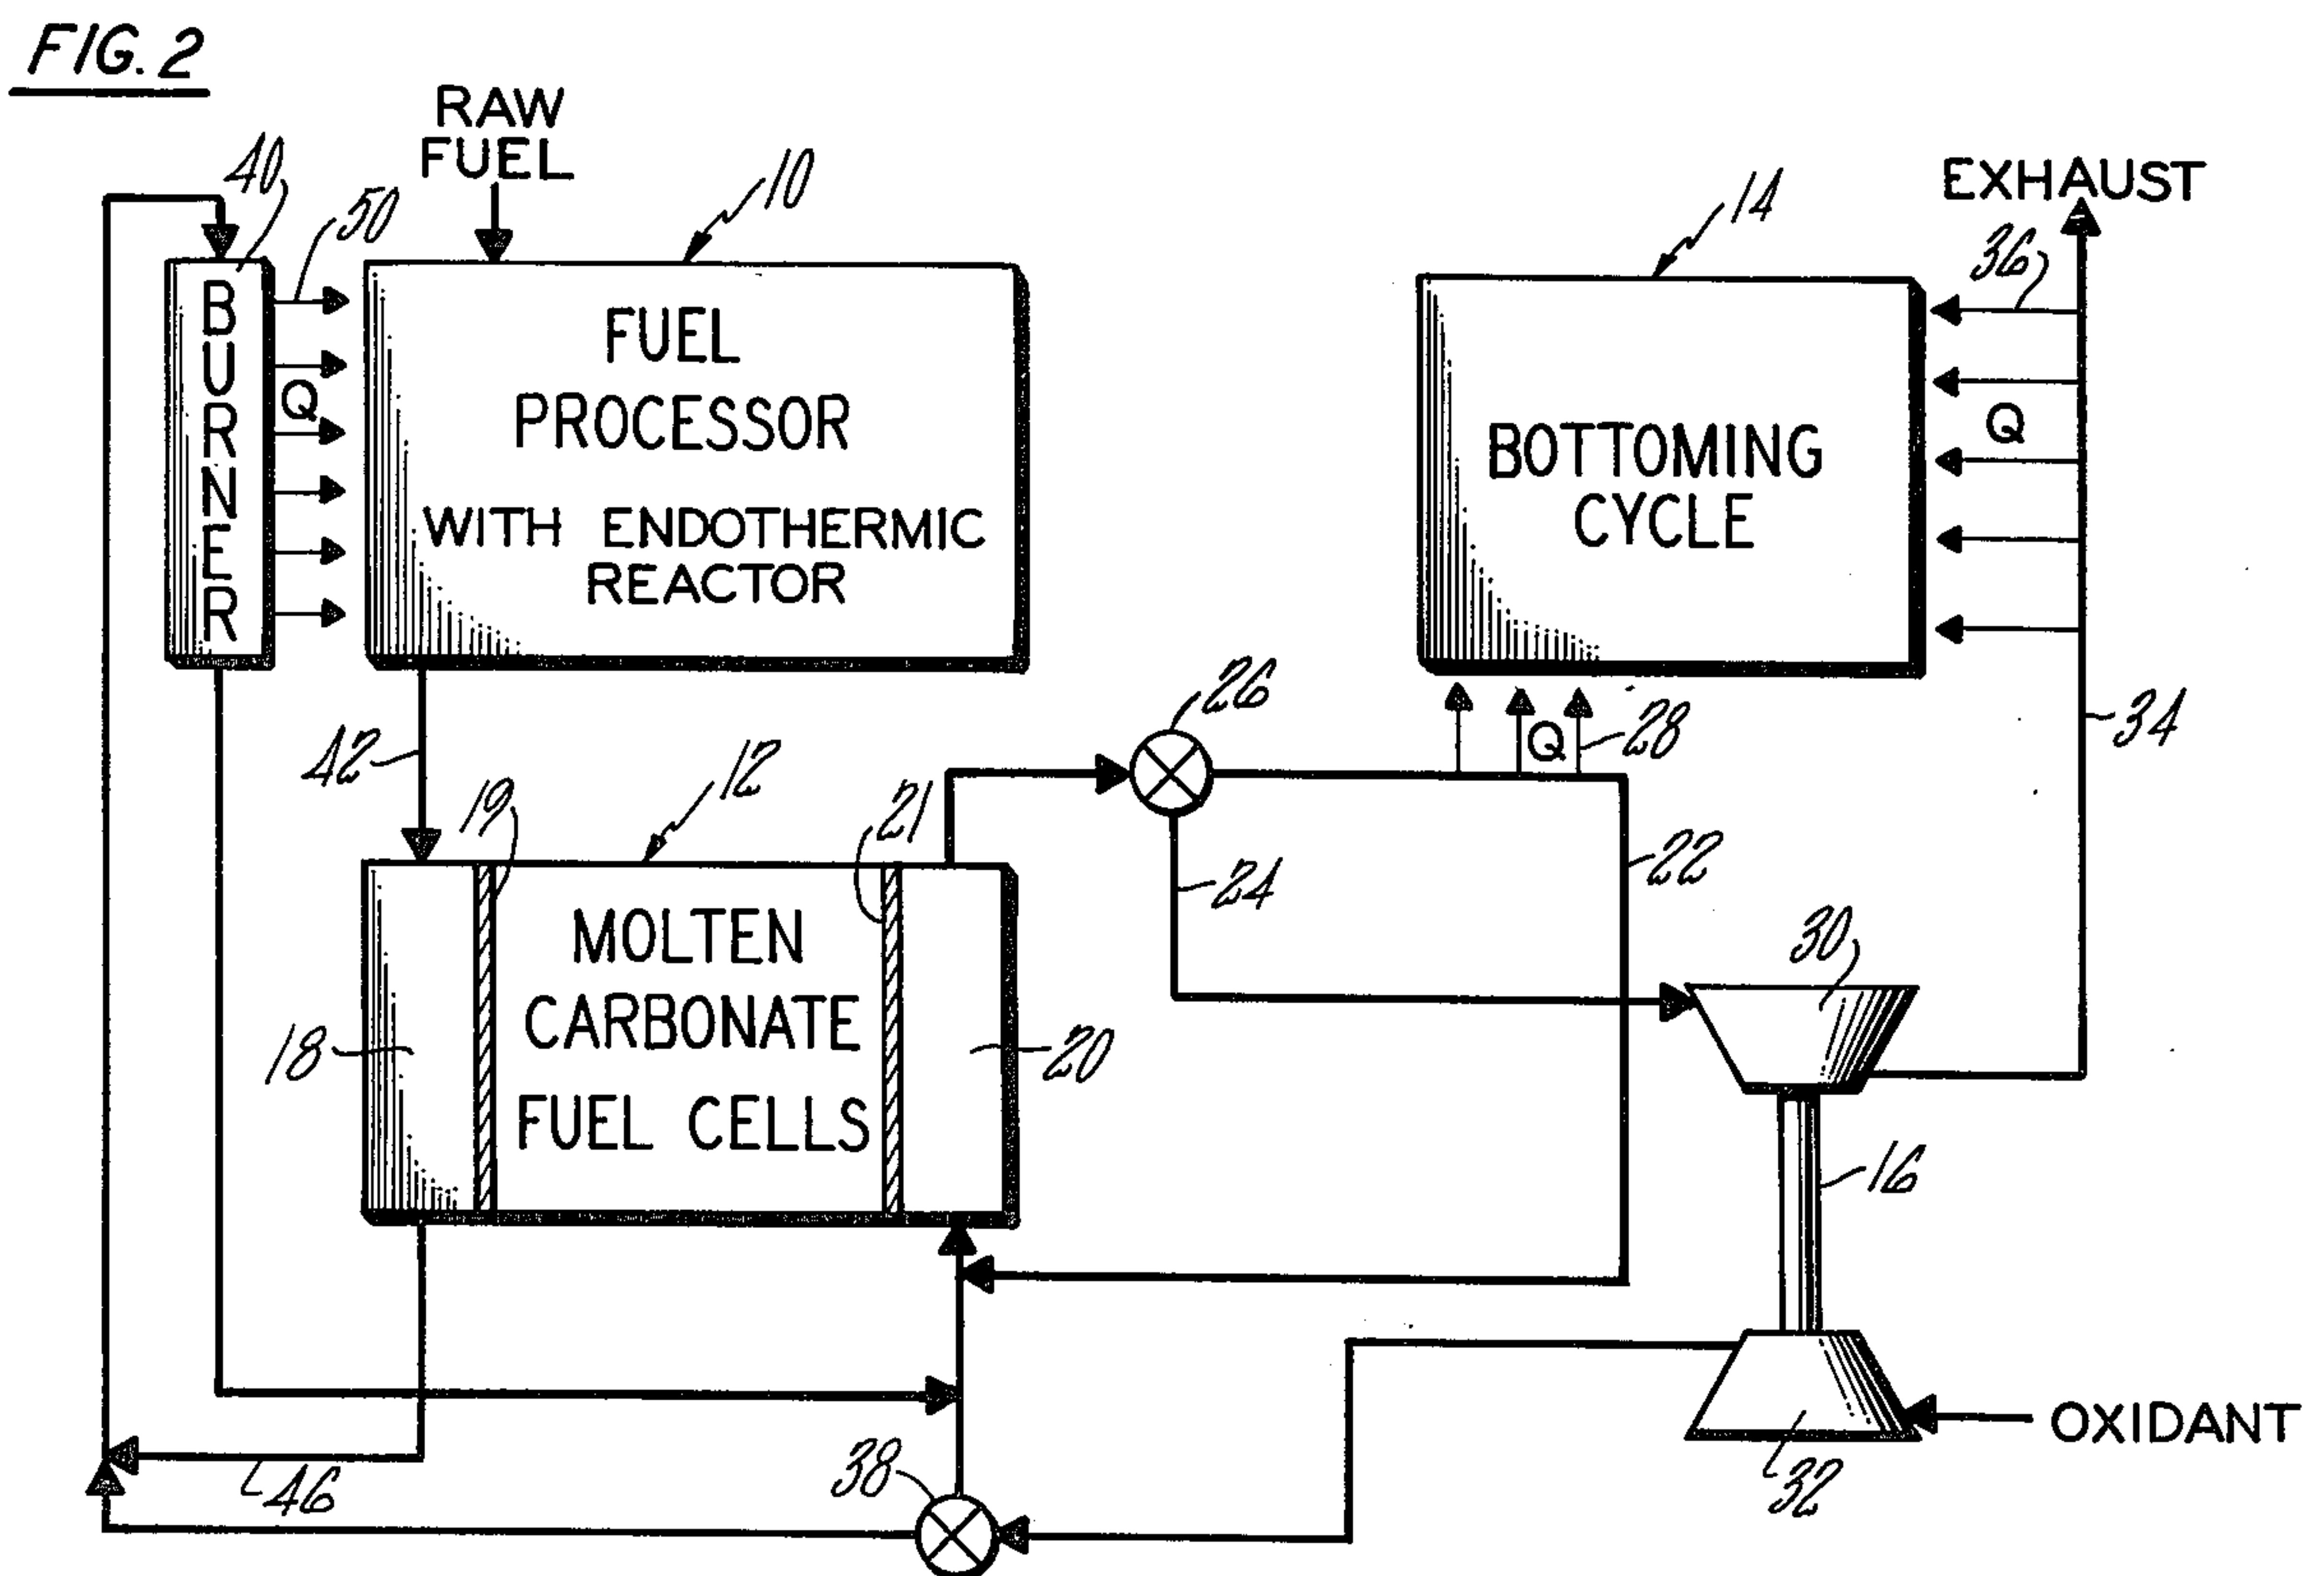 FIG. 2
RAW
FUEL
40
50
10
14
EXHAUST
36
BURNER
Q
FUEL
PROCESSOR
WITH ENDOTHERMIC
REACTOR
BOTTOMING
CYCLE
Q
42
12
26
Q
28
34
19
21
24
22
MOLTEN
CARBONATE
FUEL CELLS
18
20
30
16
46
38
32
OXIDANT